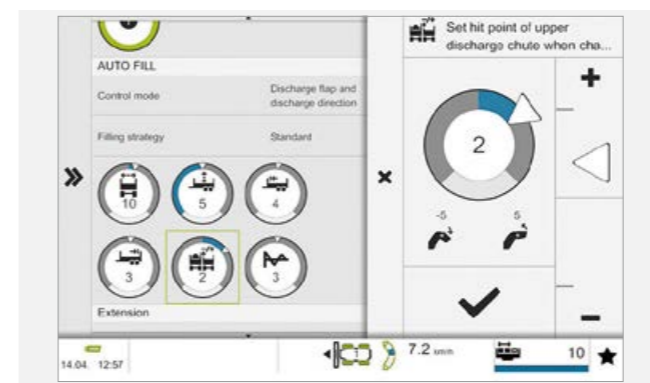 Set hit point of upper
discharge chute when cha...
AUTO FILL
Control mode
Discharge flap and
discharge direction
Filling strategy
Standard
10
5
4
3
2
3
Extension
2
-5
5
+
−
14.04. 12:57
1
7.2
10